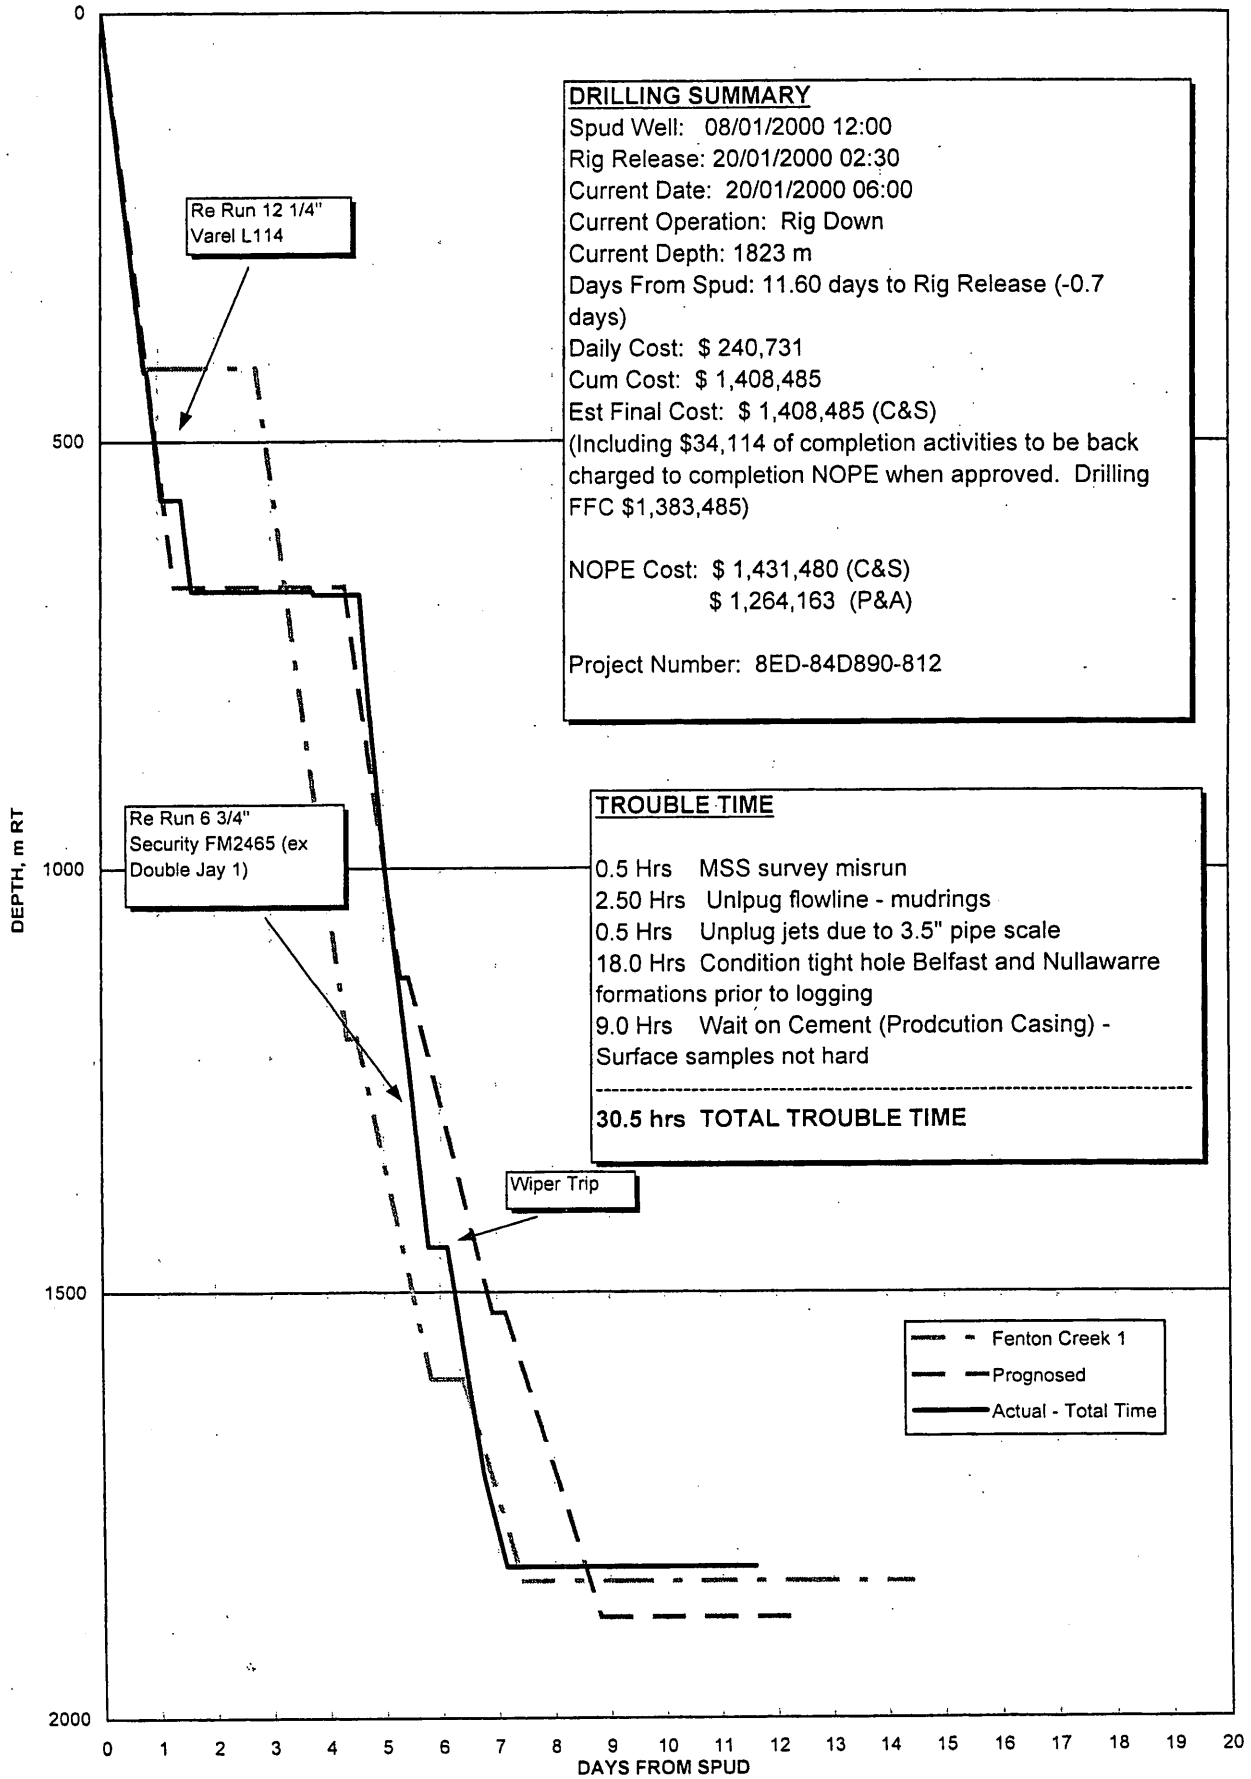 0
DRILLING SUMMARY
Spud Well: 08/01/2000 12:00
Rig Release: 20/01/2000 02:30
Current Date: 20/01/2000 06:00
Current Operation: Rig Down
Current Depth: 1823 m
Days From Spud: 11.60 days to Rig Release (-0.7
days)
Daily Cost: $ 240,731
Cum Cost: $ 1,408,485
Est Final Cost: $ 1,408,485 (C&S)
(Including $34,114 of completion activities to be back
charged to completion NOPE when approved. Drilling
FFC $1,383,485)
NOPE Cost: $ 1,431,480 (C&S)
$ 1,264,163 (P&A)
Project Number: 8ED-84D890-812
Re Run 12 1/4"
Varel L114
500
TROUBLE TIME
0.5 Hrs MSS survey misrun
2.50 Hrs Unlpug flowline - mudrings
0.5 Hrs Unplug jets due to 3.5" pipe scale
18.0 Hrs Condition tight hole Belfast and Nullawarre
formations prior to logging
9.0 Hrs Wait on Cement (Prodcution Casing) -
Surface samples not hard
30.5 hrs TOTAL TROUBLE TIME
Re Run 6 3/4"
Security FM2465 (ex
Double Jay 1)
DEPTH, m RT
1000
Wiper Trip
1500
Fenton Creek 1
Prognosed
Actual - Total Time
2000
0 1 2 3 4 5 6 7 8 9 10 11 12 13 14 15 16 17 18 19 20
DAYS FROM SPUD